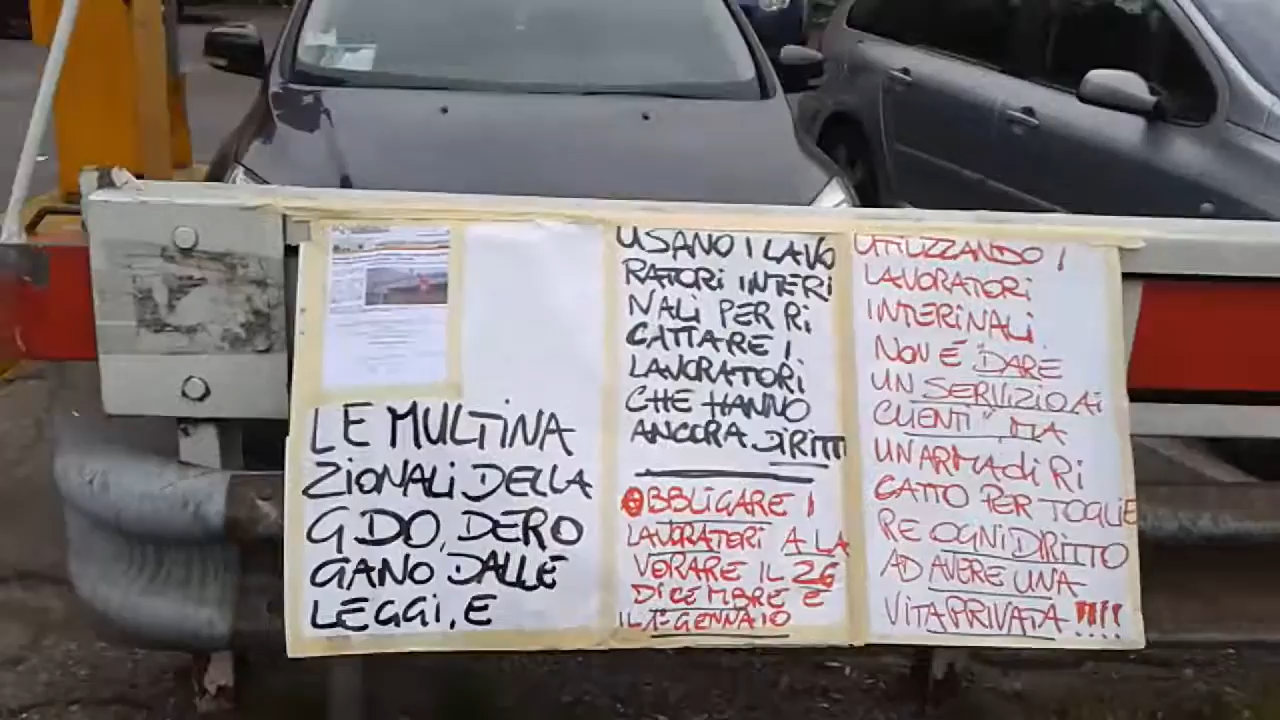 LE MULTINA
ZIONALI DELLA
GDO, DERO
GANO DALLE
LEGGI, E
USANO I LAVO
RATORI INTERI
NALI PER RI
CATTARE I
LAVORATORI
CHE HANNO
ANCORA DIRITTI
OBBLIGARE I
LAVORATERI A LA
VORARE IL 26
DICEMBRE E
IL 1° GENNAIO
UTILIZZANDO I
LAVORATORI
INTERINALI
NON È DARE
UN SERVIZIO AI
CLIENTI", MA
UN'ARMA di RI
CATTO PER TOGLIE
RE OGNI DIRITTO
AD AVERE UNA
VITA PRIVATA !!!!